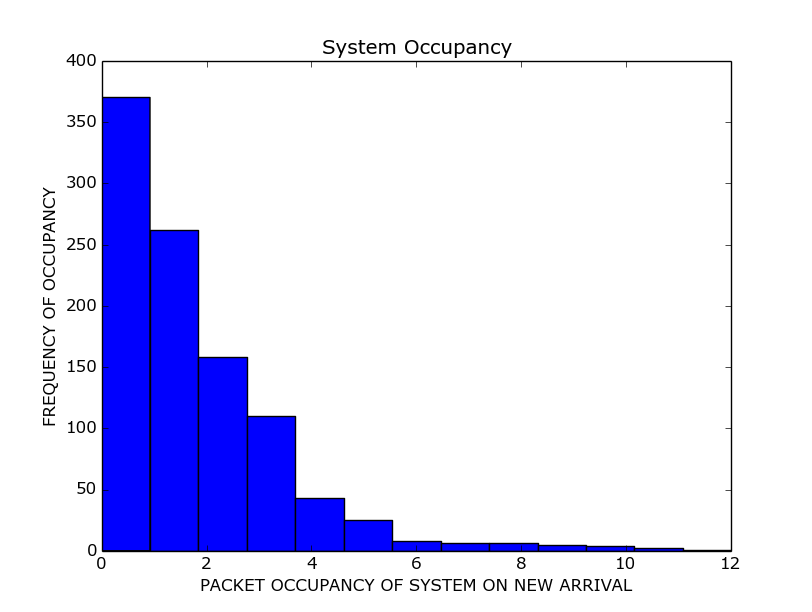 System Occupancy
400
350
300
250
200
150
100
50
0
FREQUENCY OF OCCUPANCY
0 2 4 6 8 10 12
PACKET OCCUPANCY OF SYSTEM ON NEW ARRIVAL